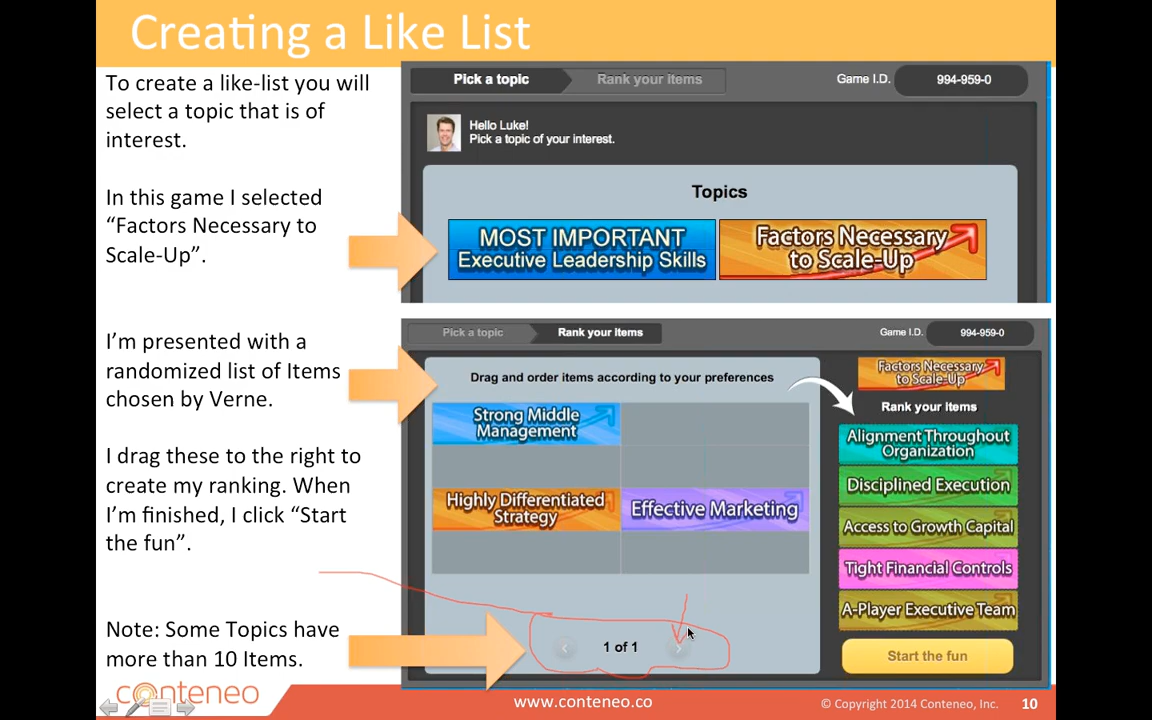 Creating a Like List
To create a like-list you will
select a topic that is of
interest.
In this game I selected
“Factors Necessary to
Scale-Up”.
I’m presented with a
randomized list of Items
chosen by Verne.
I drag these to the right to
create my ranking. When
I’m finished, I click “Start
the fun”.
Note: Some Topics have
more than 10 Items.
Pick a topic
Rank your items
Game I.D.
994-959-0
Hello Luke!
Pick a topic of your interest.
Topics
MOST IMPORTANT
Executive Leadership Skills
Factors Necessary
to Scale-Up
Pick a topic
Rank your items
Game I.D.
994-959-0
Drag and order items according to your preferences
Strong Middle
Management
Highly Differentiated
Strategy
Effective Marketing
1 of 1
Factors Necessary
to Scale-Up
Rank your items
Alignment Throughout
Organization
Disciplined Execution
Access to Growth Capital
Tight Financial Controls
A-Player Executive Team
Start the fun
conteneo
www.conteneo.co
© Copyright 2014 Conteneo, Inc.
10